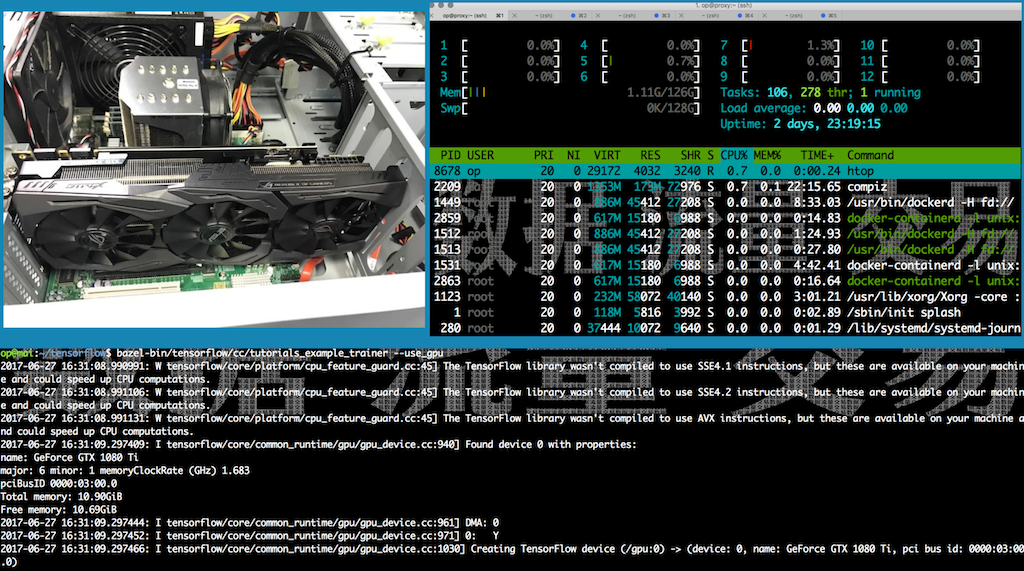 1. op@proxy:~ (ssh)
op@proxy:~ (ssh) ⌘1 ~ (zsh) ⌘2 ~ (zsh) ⌘3 ~ (zsh) ⌘4 ~ (zsh) ⌘5
1 [ 0.0%] 4 [ 0.0%] 7 [| 1.3%] 10 [ 0.0%]
2 [ 0.0%] 5 [| 0.7%] 8 [ 0.0%] 11 [ 0.0%]
3 [ 0.0%] 6 [ 0.0%] 9 [ 0.0%] 12 [ 0.0%]
Mem[||| 1.11G/126G] Tasks: 106, 278 thr; 1 running
Swp[ 0K/128G] Load average: 0.00 0.00 0.00
Uptime: 2 days, 23:19:15
PID USER PRI NI VIRT RES SHR S CPU% MEM% TIME+ Command
8678 op 20 0 29172 4032 3240 R 0.7 0.0 0:00.24 htop
2209 20 0 1353M 179M 72976 S 0.7 0.1 22:15.65 compiz
1449 root 20 0 886M 45412 27208 S 0.0 0.0 8:33.03 /usr/bin/dockerd -H fd://
2859 root 20 0 617M 15180 6988 S 0.0 0.0 0:14.83 docker-containerd -l unix:
1512 root 20 0 886M 45412 27208 S 0.0 0.0 1:24.93 /usr/bin/dockerd -H fd://
1513 root 20 0 886M 45412 27208 S 0.0 0.0 0:27.80 /usr/bin/dockerd -H fd://
1531 root 20 0 617M 15180 6988 S 0.0 0.0 4:42.41 docker-containerd -l unix:
2863 root 20 0 617M 15180 6988 S 0.0 0.0 0:16.64 docker-containerd -l unix:
1123 root 20 0 232M 58072 40140 S 0.0 0.0 3:01.21 /usr/lib/xorg/Xorg -core :
1 root 20 0 118M 5816 3992 S 0.0 0.0 0:02.89 /sbin/init splash
280 root 20 0 37444 10072 9640 S 0.0 0.0 0:01.29 /lib/systemd/systemd-journ
数据流量交易
op@moi:~/tensorflow$ bazel-bin/tensorflow/cc/tutorials_example_trainer --use_gpu
2017-06-27 16:31:08.990991: W tensorflow/core/platform/cpu_feature_guard.cc:45] The TensorFlow library wasn't compiled to use SSE4.1 instructions, but these are available on your machin
e and could speed up CPU computations.
2017-06-27 16:31:08.991106: W tensorflow/core/platform/cpu_feature_guard.cc:45] The TensorFlow library wasn't compiled to use SSE4.2 instructions, but these are available on your machin
e and could speed up CPU computations.
2017-06-27 16:31:08.991131: W tensorflow/core/platform/cpu_feature_guard.cc:45] The TensorFlow library wasn't compiled to use AVX instructions, but these are available on your machine a
nd could speed up CPU computations.
2017-06-27 16:31:09.297409: I tensorflow/core/common_runtime/gpu/gpu_device.cc:940] Found device 0 with properties:
name: GeForce GTX 1080 Ti
major: 6 minor: 1 memoryClockRate (GHz) 1.683
pciBusID 0000:03:00.0
Total memory: 10.90GiB
Free memory: 10.69GiB
2017-06-27 16:31:09.297444: I tensorflow/core/common_runtime/gpu/gpu_device.cc:961] DMA: 0
2017-06-27 16:31:09.297452: I tensorflow/core/common_runtime/gpu/gpu_device.cc:971] 0: Y
2017-06-27 16:31:09.297466: I tensorflow/core/common_runtime/gpu/gpu_device.cc:1030] Creating TensorFlow device (/gpu:0) -> (device: 0, name: GeForce GTX 1080 Ti, pci bus id: 0000:03:00
.0)